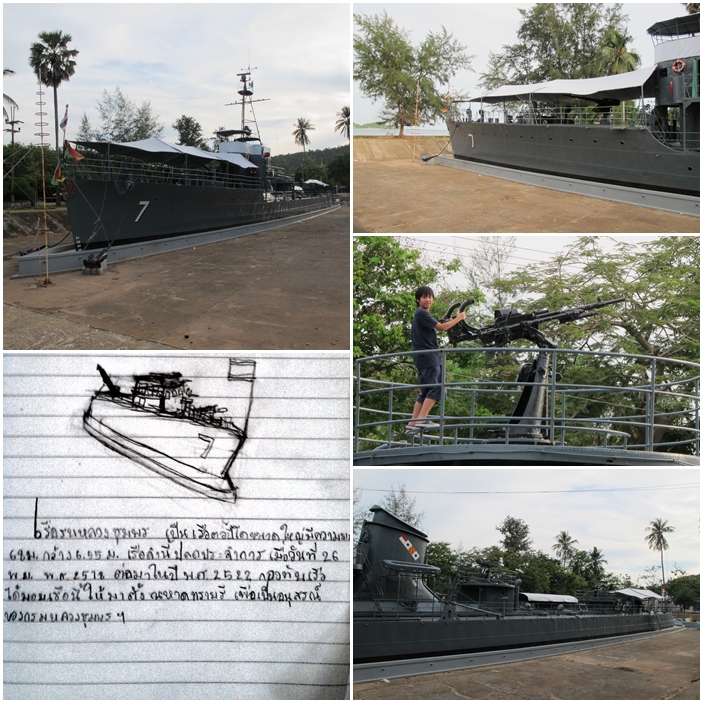 7
7
7
เรือรบหลวงชุมพร เป็นเรือตอปิโดขนาดใหญ่มีความยาว
68ม. กว้าง 6.55 ม. เรือลำนี้ปลดประจำการ เมื่อวันที่ 26
พ.ย. พ.ศ. 2518 ต่อมาในปี พ.ศ. 2522 กองทัพเรือ
ได้มอบเรือนี้ให้มาตั้ง ณหาดทรายรี เพื่อเป็นอนุสรณ์
ของกรมหลวงชุมพร ฯ